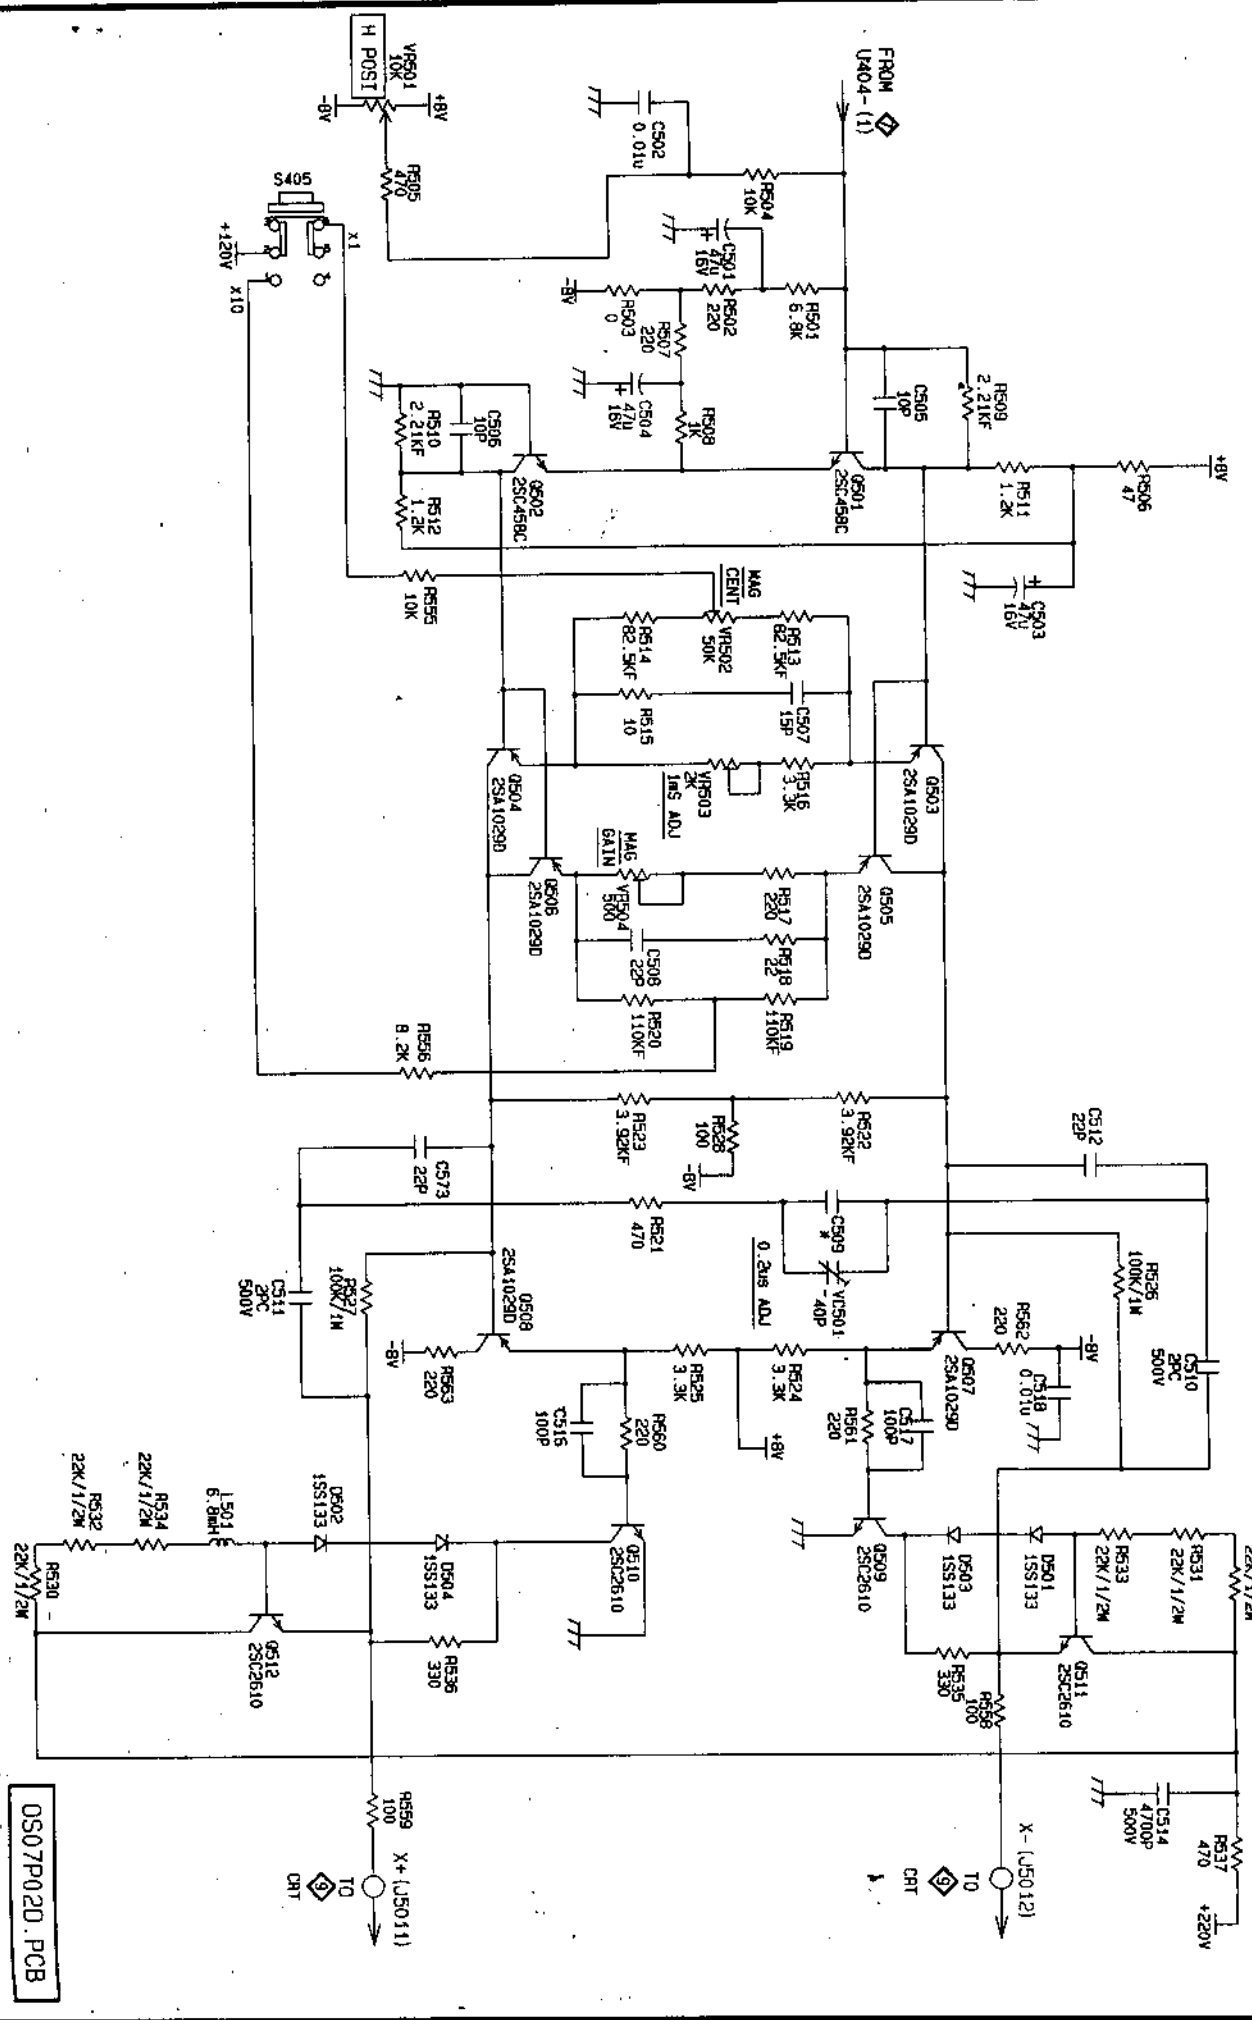 FROM
U404-(1)
7
H POSI
VR501
10K
+8V
-8V
R505
470
C502
0.01u
R504
10K
C501
47U
16V
R501
6.8K
R502
220
R503
0
-8V
R507
220
C504
47U
16V
R508
1K
C505
10P
R509
2.21KF
C506
10P
R510
2.21KF
Q501
2SC458C
Q502
2SC458C
R511
1.2K
R512
1.2K
R506
47
+8V
C503
47U
16V
S405
x1
x10
+120V
R555
10K
MAG
CENT
VR502
50K
R513
82.5KF
R514
82.5KF
C507
15P
R515
10
R516
3.3K
VR503
2K
1mS ADJ
Q503
2SA1029D
Q504
2SA1029D
Q505
2SA1029D
Q506
2SA1029D
MAG
GAIN
VR504
500
R517
220
R518
22
C508
22P
R519
110KF
R520
110KF
R556
8.2K
R522
3.92KF
R523
3.92KF
R528
100
-8V
C512
22P
C573
22P
R521
470
C509
*
VC501
40P
0.2us ADJ
R526
100K/1W
R527
100K/1W
C510
2PC
500V
C511
2PC
500V
Q507
2SA1029D
Q508
2SA1029D
R562
220
-8V
C518
0.01u
R563
220
-8V
R524
3.3K
R525
3.3K
+8V
C517
100P
R561
220
R560
220
C516
100P
Q509
2SC2610
Q510
2SC2610
D503
1SS133
D501
1SS133
D502
1SS133
D504
1SS133
R533
22K/1/2W
R531
22K/1/2W
22K/1/2W
L501
6.8mH
R534
22K/1/2W
R532
22K/1/2W
R530
22K/1/2W
Q511
2SC2610
Q512
2SC2610
R535
330
R536
330
R558
100
R559
100
C514
4700P
500V
R537
470
+220V
X- (J5012)
TO
9
CRT
X+ (J5011)
TO
9
CRT
OS07P02D.PCB